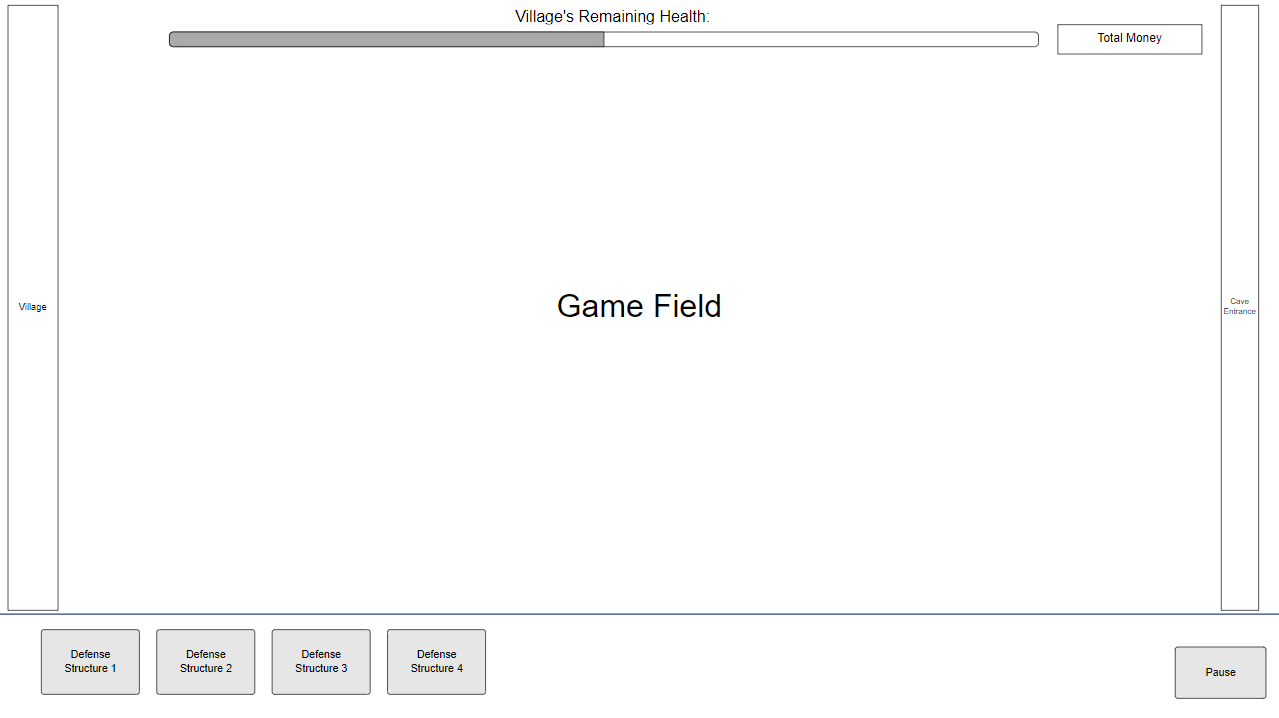 Village's Remaining Health:
Total Money
Village
Game Field
Cave
Entrance
Defense
Structure 1
Defense
Structure 2
Defense
Structure 3
Defense
Structure 4
Pause